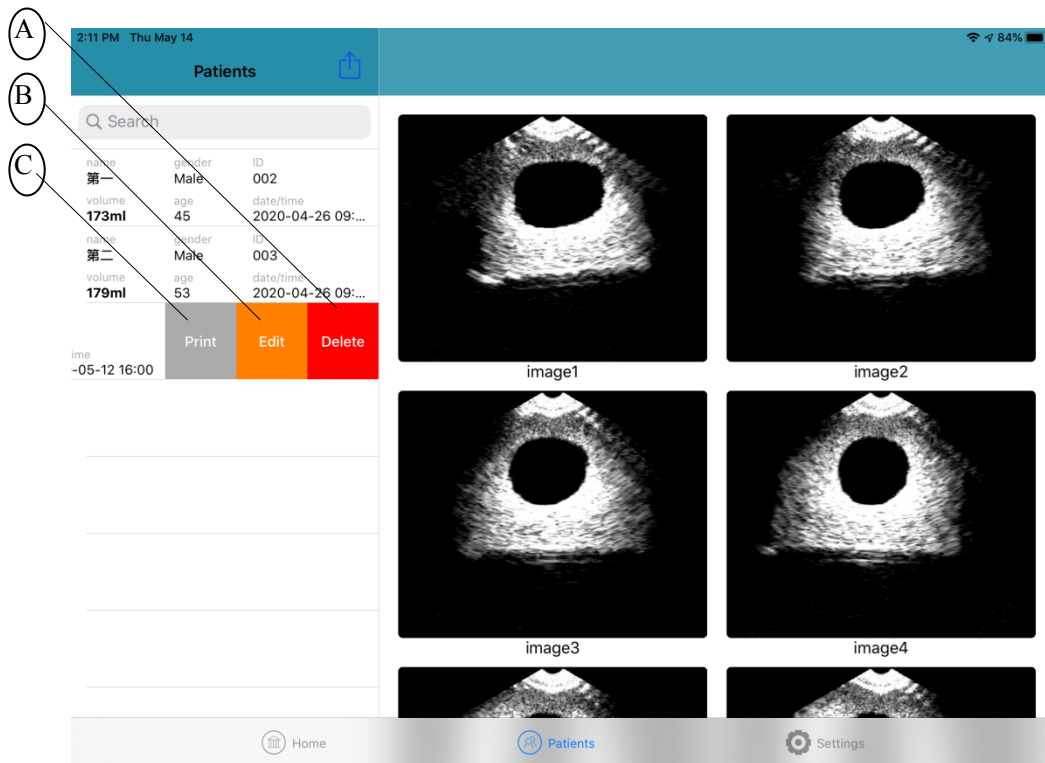 A
2:11 PM Thu May 14
84%
Patients
B
Search
C
name gender ID
第一 Male 002
volume age date/time
173ml 45 2020-04-26 09:...
name gender ID
第二 Male 003
volume age date/time
179ml 53 2020-04-26 09:...
Print Edit Delete
ime
-05-12 16:00
image1 image2
image3 image4
Home Patients Settings